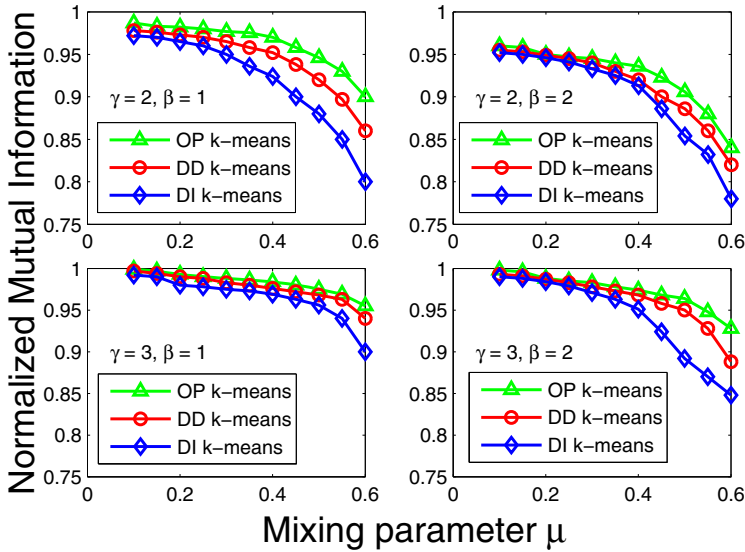 Normalized Mutual Information
1
0.95
0.9
0.85
0.8
0.75
0
0.2
0.4
0.6
γ = 2, β = 1
OP k−means
DD k−means
DI k−means
1
0.95
0.9
0.85
0.8
0.75
0
0.2
0.4
0.6
γ = 2, β = 2
OP k−means
DD k−means
DI k−means
1
0.95
0.9
0.85
0.8
0.75
0
0.2
0.4
0.6
γ = 3, β = 1
OP k−means
DD k−means
DI k−means
1
0.95
0.9
0.85
0.8
0.75
0
0.2
0.4
0.6
γ = 3, β = 2
OP k−means
DD k−means
DI k−means
Mixing parameter μ